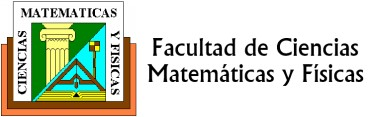 MATEMATICAS
CIENCIAS
Y FISICAS
Facultad de Ciencias
Matemáticas y Físicas